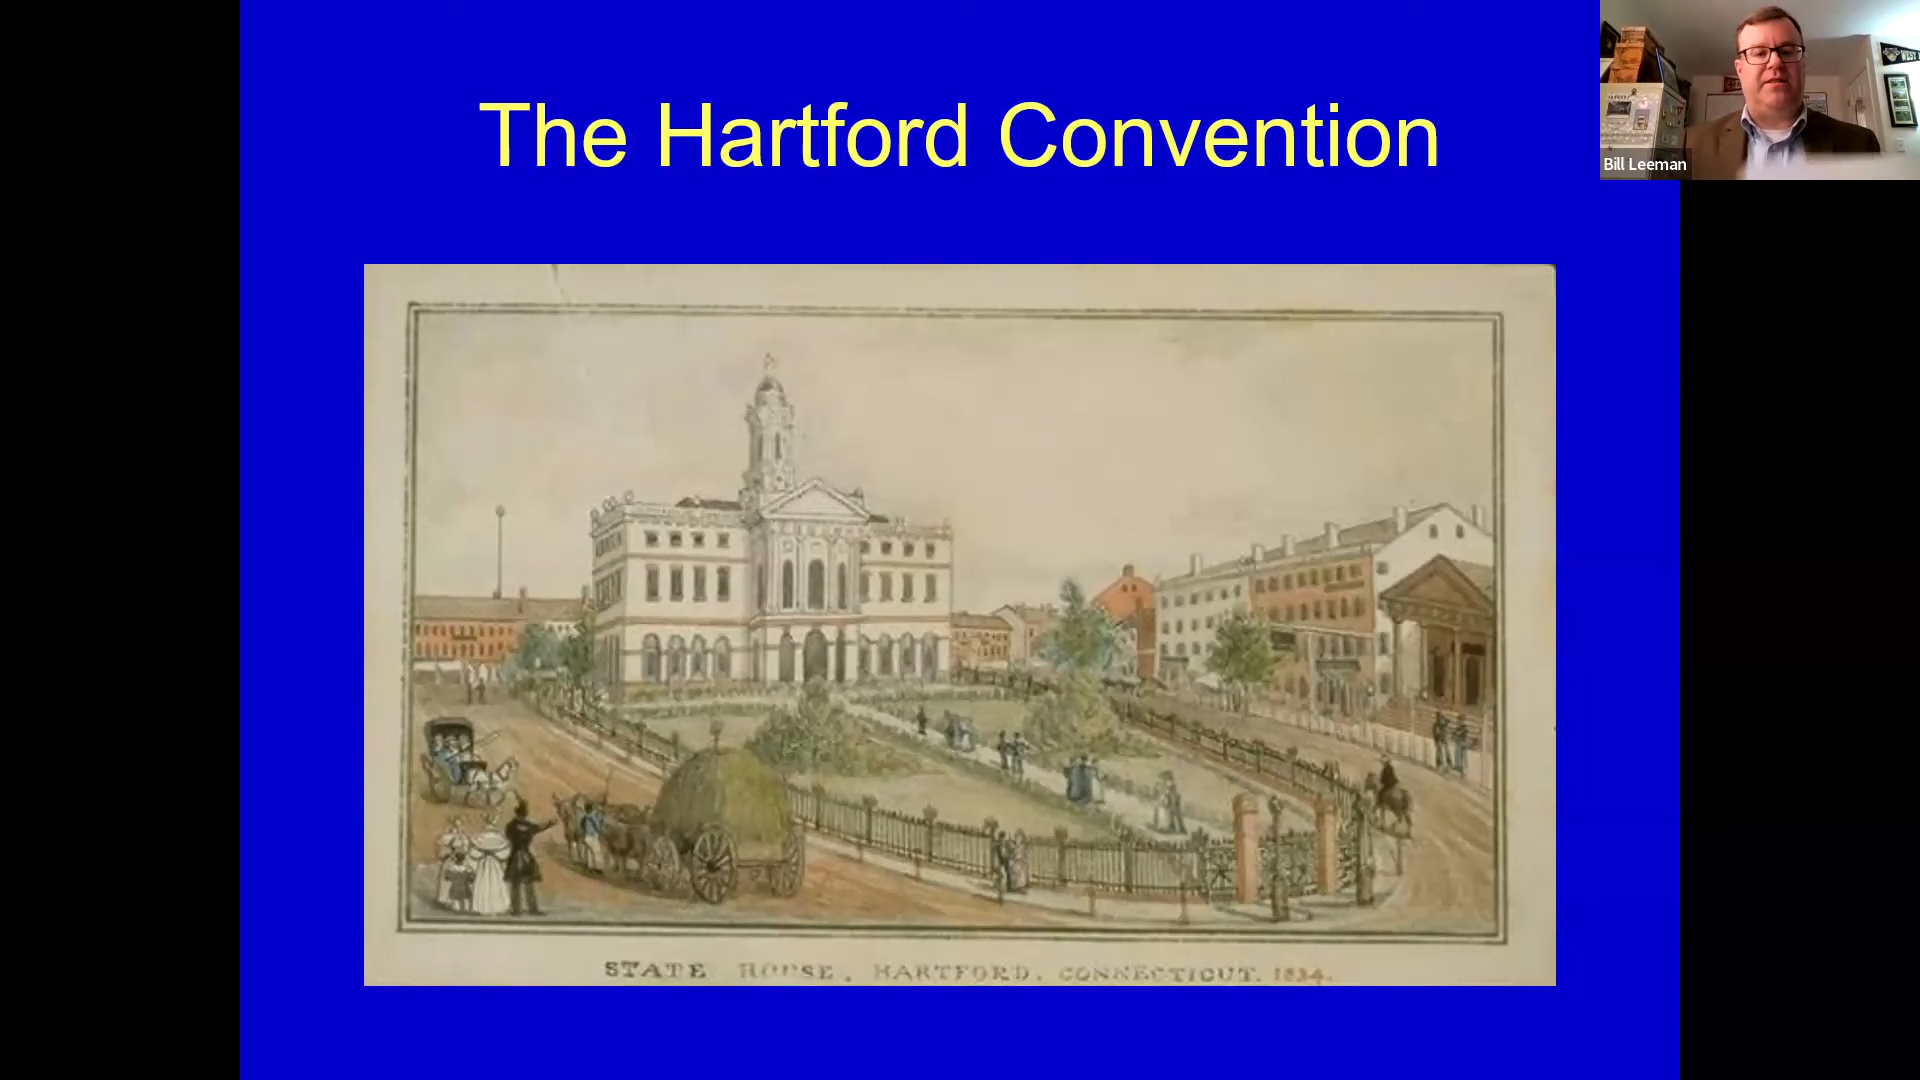 The Hartford Convention
Bill Leeman
STATE HOUSE, HARTFORD, CONNECTICUT. 1834.